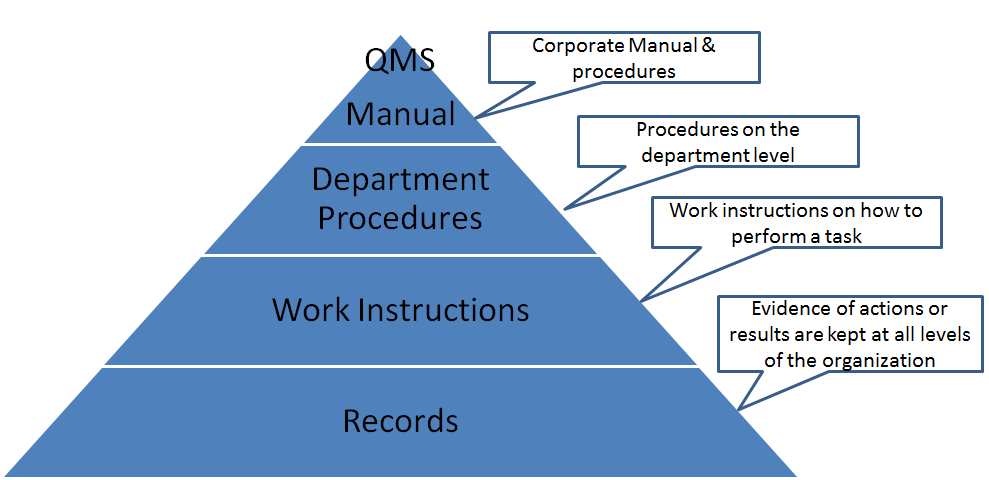 QMS
Manual
Corporate Manual &
procedures
Department
Procedures
Procedures on the
department level
Work Instructions
Work instructions on how to
perform a task
Records
Evidence of actions or
results are kept at all levels
of the organization